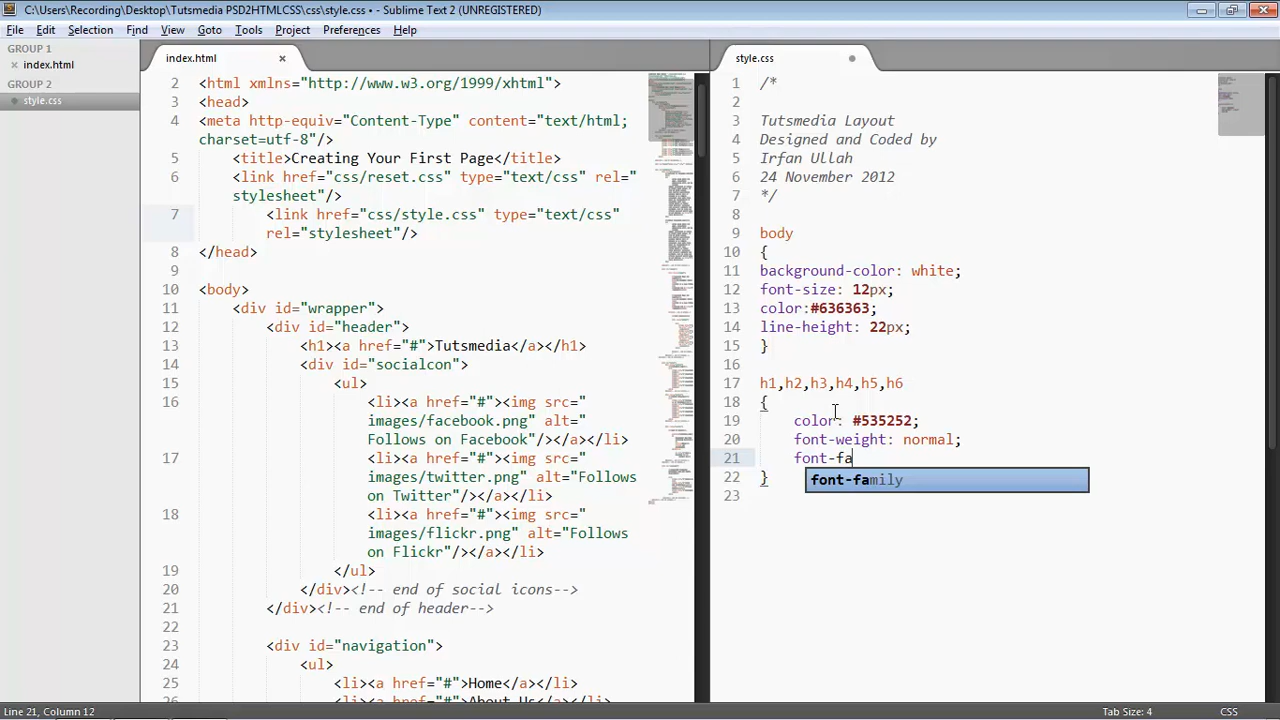 C:\Users\Recording\Desktop\Tutsmedia PSD2HTMLCSS\css\style.css • - Sublime Text 2 (UNREGISTERED)
File Edit Selection Find View Goto Tools Project Preferences Help
GROUP 1
index.html
GROUP 2
style.css
index.html
2 <html xmlns="http://www.w3.org/1999/xhtml">
3 <head>
4 <meta http-equiv="Content-Type" content="text/html;
charset=utf-8"/>
5 <title>Creating Your First Page</title>
6 <link href="css/reset.css" type="text/css" rel="
stylesheet"/>
7 <link href="css/style.css" type="text/css"
rel="stylesheet"/>
8 </head>
9
10 <body>
11 <div id="wrapper">
12 <div id="header">
13 <h1><a href="#">Tutsmedia</a></h1>
14 <div id="socialcon">
15 <ul>
16 <li><a href="#"><img src="
images/facebook.png" alt="
Follow on Facebook"/></a></li>
17 <li><a href="#"><img src="
images/twitter.png" alt="Follows
on Twitter"/></a></li>
18 <li><a href="#"><img src="
images/flickr.png" alt="Follows
on Flickr"/></a></li>
19 </ul>
20 </div><!-- end of social icons-->
21 </div><!-- end of header-->
22
23 <div id="navigation">
24 <ul>
25 <li><a href="#">Home</a></li>
26 <li><a href="#">About Us</a></li>
style.css
1 /*
2
3 Tutsmedia Layout
4 Designed and Coded by
5 Irfan Ullah
6 24 November 2012
7
8
9 body
10 {
11 background-color: white;
12 font-size: 12px;
13 color:#636363;
14 line-height: 22px;
15
16
17 h1,h2,h3,h4,h5,h6
18 {
19 color: #535252;
20 font-weight: normal;
21 font-fa
font-family
22 }
23
Line 21, Column 12
Tab Size: 4
CSS